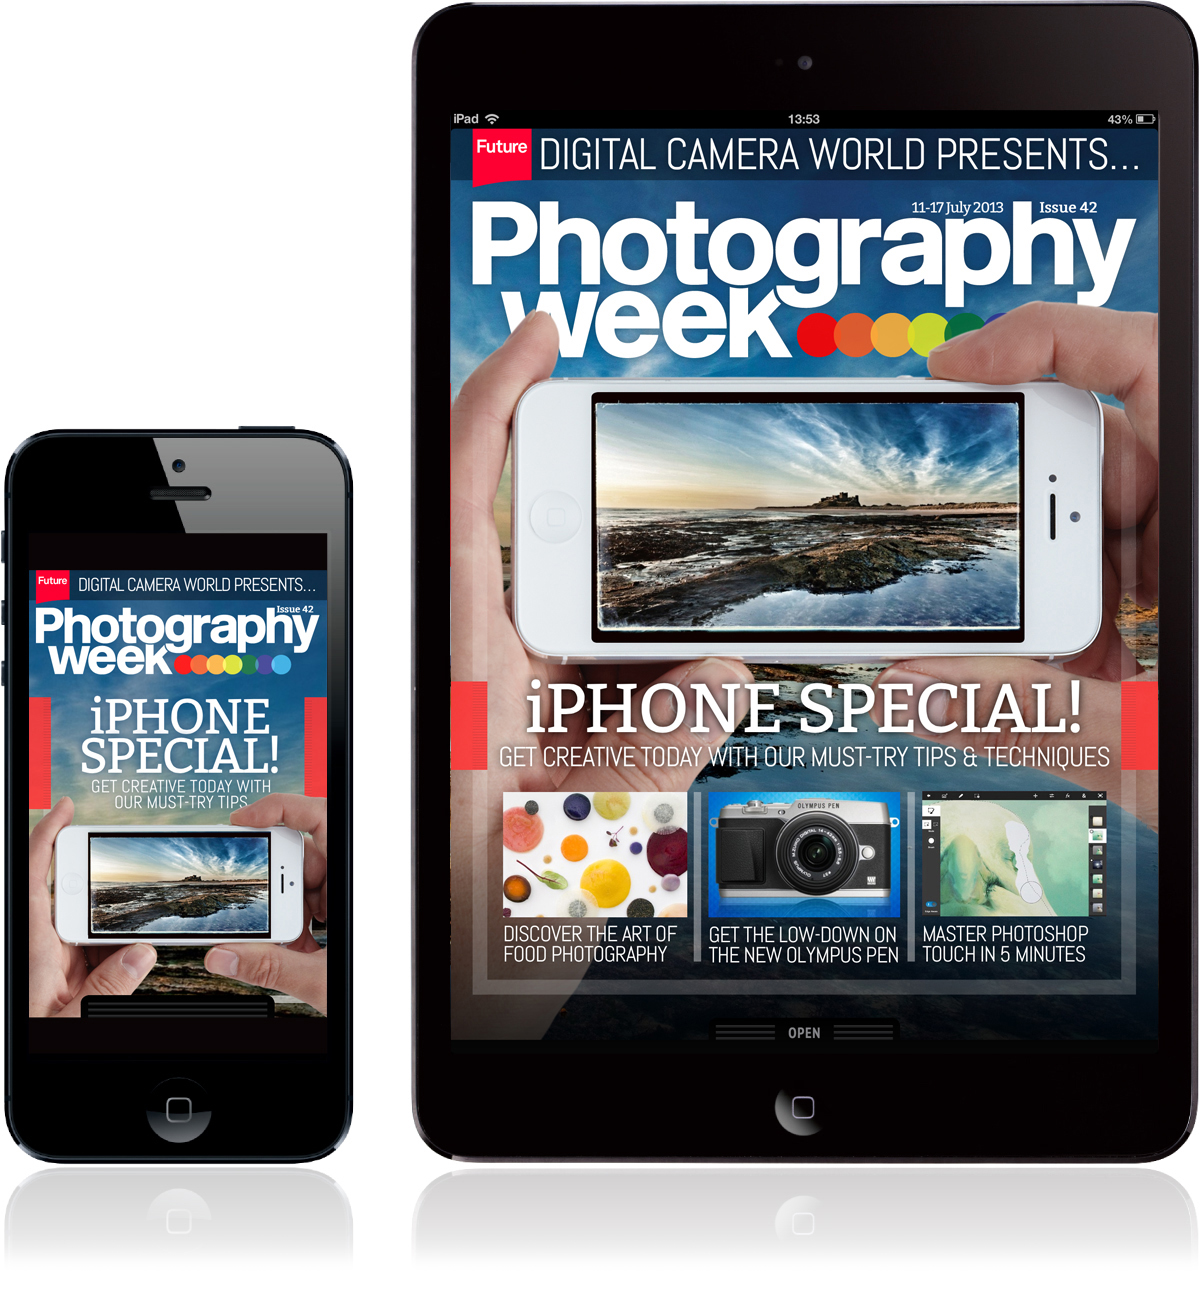 iPad
13:53
43%
Future
DIGITAL CAMERA WORLD PRESENTS...
11-17 July 2013
Issue 42
Photography
week
iPHONE SPECIAL!
GET CREATIVE TODAY WITH OUR MUST-TRY TIPS & TECHNIQUES
OLYMPUS PEN
DISCOVER THE ART OF
FOOD PHOTOGRAPHY
GET THE LOW-DOWN ON
THE NEW OLYMPUS PEN
MASTER PHOTOSHOP
TOUCH IN 5 MINUTES
OPEN
Future
DIGITAL CAMERA WORLD PRESENTS...
Issue 42
Photography
week
iPHONE
SPECIAL!
GET CREATIVE TODAY WITH
OUR MUST-TRY TIPS